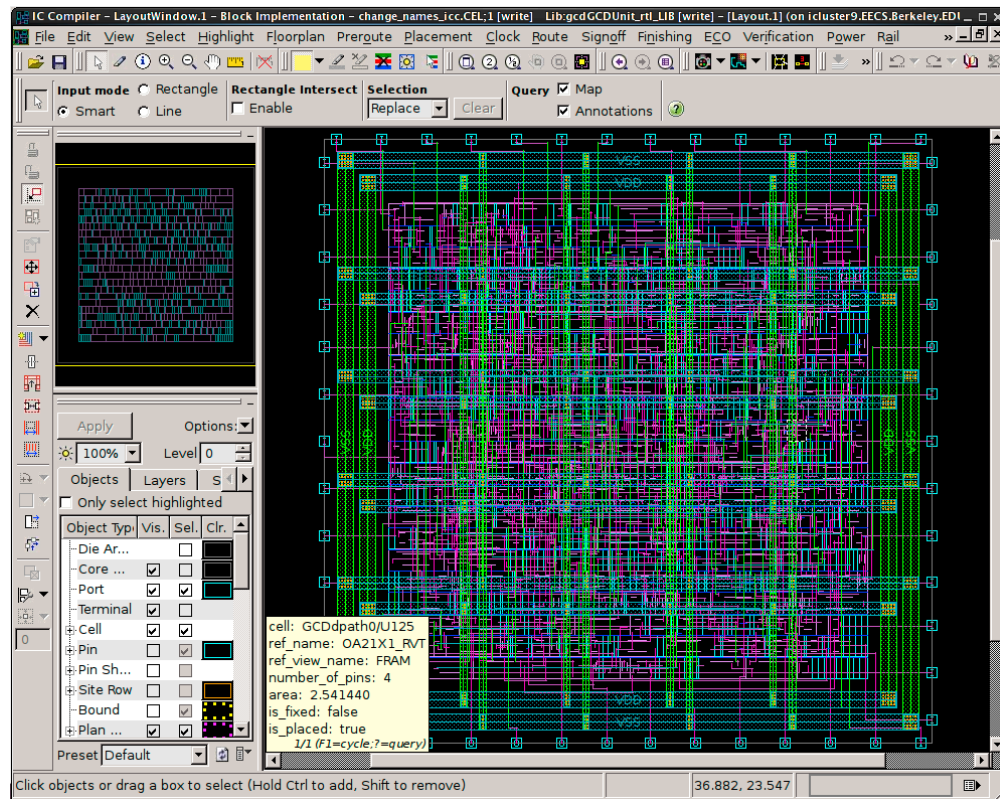 IC Compiler - LayoutWindow.1 - Block Implementation - change_names_icc.CEL;1 [write] Lib:gcdGCDUnit_rtl_LIB [write] - [Layout.1] (on icluster9.EECS.Berkeley.EDU
File Edit View Select Highlight Floorplan Preroute Placement Clock Route Signoff Finishing ECO Verification Power Rail »
Input mode Rectangle Rectangle Intersect Selection Query Map
Smart Line Enable Replace Clear Annotations
VSS
VDD
VSS
VDD
VDD
VSS
VDD
VSS
Apply Options:
100% Level 0
Objects Layers S
Only select highlighted
Object Typ Vis. Sel. Clr.
Die Ar...
Core ...
Port
Terminal
Cell
Pin
Pin Sh...
Site Row
Bound
Plan ...
Preset Default
0
cell: GCDdpath0/U125
ref_name: OA21X1_RVT
ref_view_name: FRAM
number_of_pins: 4
area: 2.541440
is_fixed: false
is_placed: true
1/1 (F1=cycle;?=query)
Click objects or drag a box to select (Hold Ctrl to add, Shift to remove) 36.882, 23.547